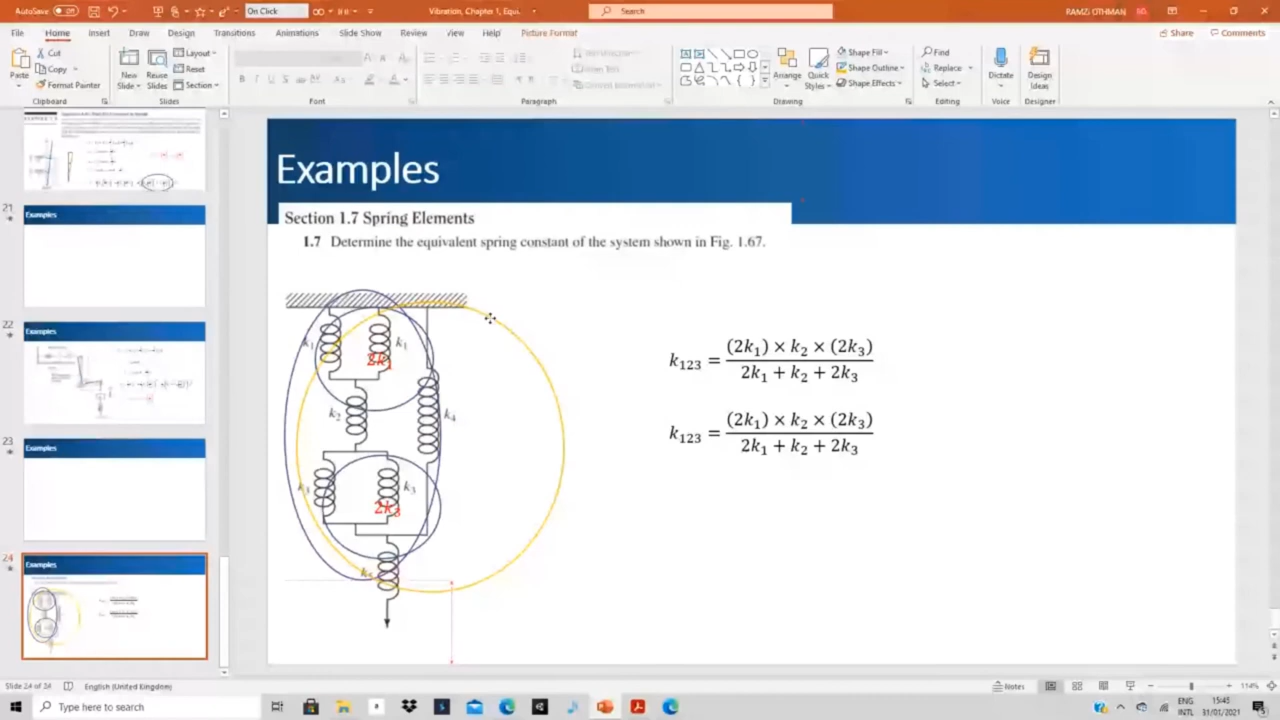 AutoSave Off
On Click
Vibration, Chapter 1, Equi...
Search
RAMZI OTHMAN
File Home Insert Draw Design Transitions Animations Slide Show Review View Help Picture Format
Share Comments
Paste
Cut
Copy
Format Painter
New Slide
Reuse Slides
Layout
Reset
Section
Arrange
Quick Styles
Shape Fill
Shape Outline
Shape Effects
Find
Replace
Select
Dictate
Design Ideas
Clipboard Slides Font Paragraph Drawing Editing Voice Designer
21
Examples
22
Examples
23
Examples
24
Examples
Examples
Section 1.7 Spring Elements
1.7 Determine the equivalent spring constant of the system shown in Fig. 1.67.
k₁ k₁
2k₁
k₂ k₄
k₃ k₃
2k₃
k₅
k₁₂₃ = (2k₁) × k₂ × (2k₃) / 2k₁ + k₂ + 2k₃
k₁₂₃ = (2k₁) × k₂ × (2k₃) / 2k₁ + k₂ + 2k₃
Slide 24 of 24 English (United Kingdom)
Notes
114%
Type here to search
ENG
INTL
15:45
31/01/2021